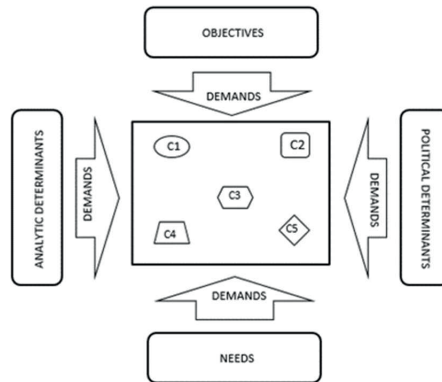 OBJECTIVES
DEMANDS
ANALYTIC DETERMINANTS
DEMANDS
C1
C2
C3
C4
C5
DEMANDS
POLITICAL DETERMINANTS
DEMANDS
NEEDS